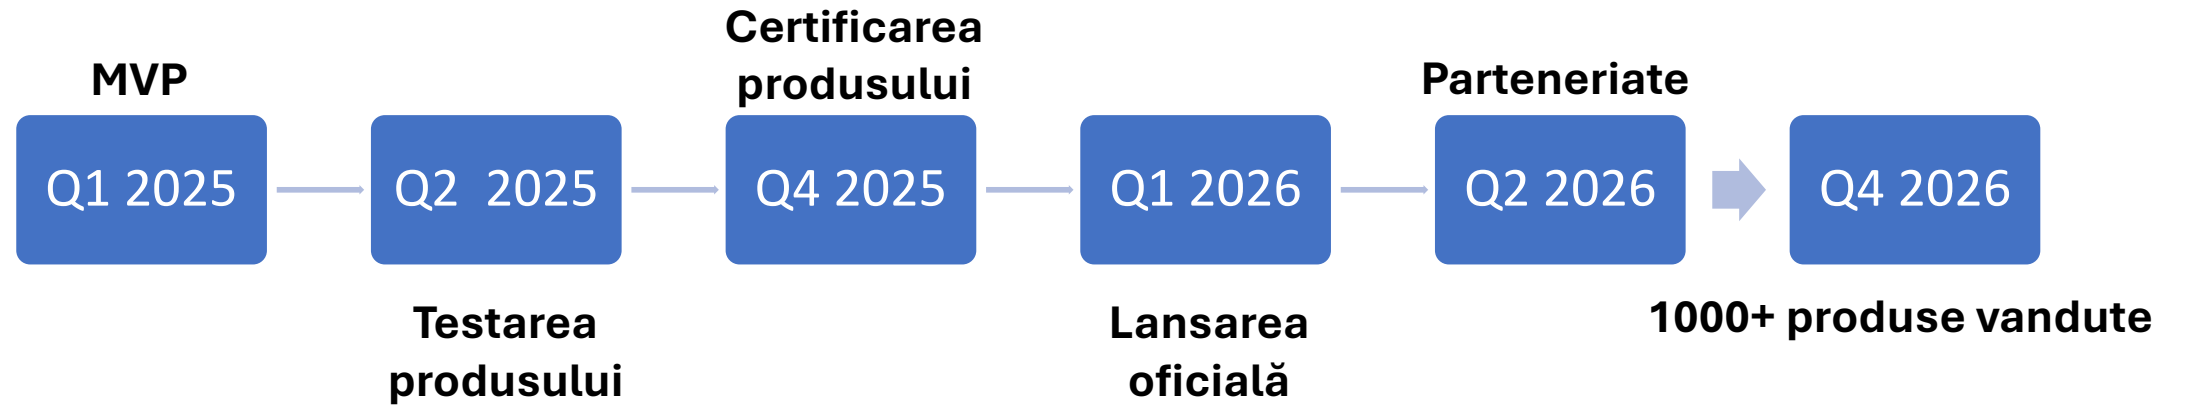 MVP
Certificarea
produsului
Parteneriate
Q1 2025
Q2  2025
Q4 2025
Q1 2026
Q2 2026
Q4 2026
Testarea
produsului
Lansarea
oficială
1000+ produse vandute